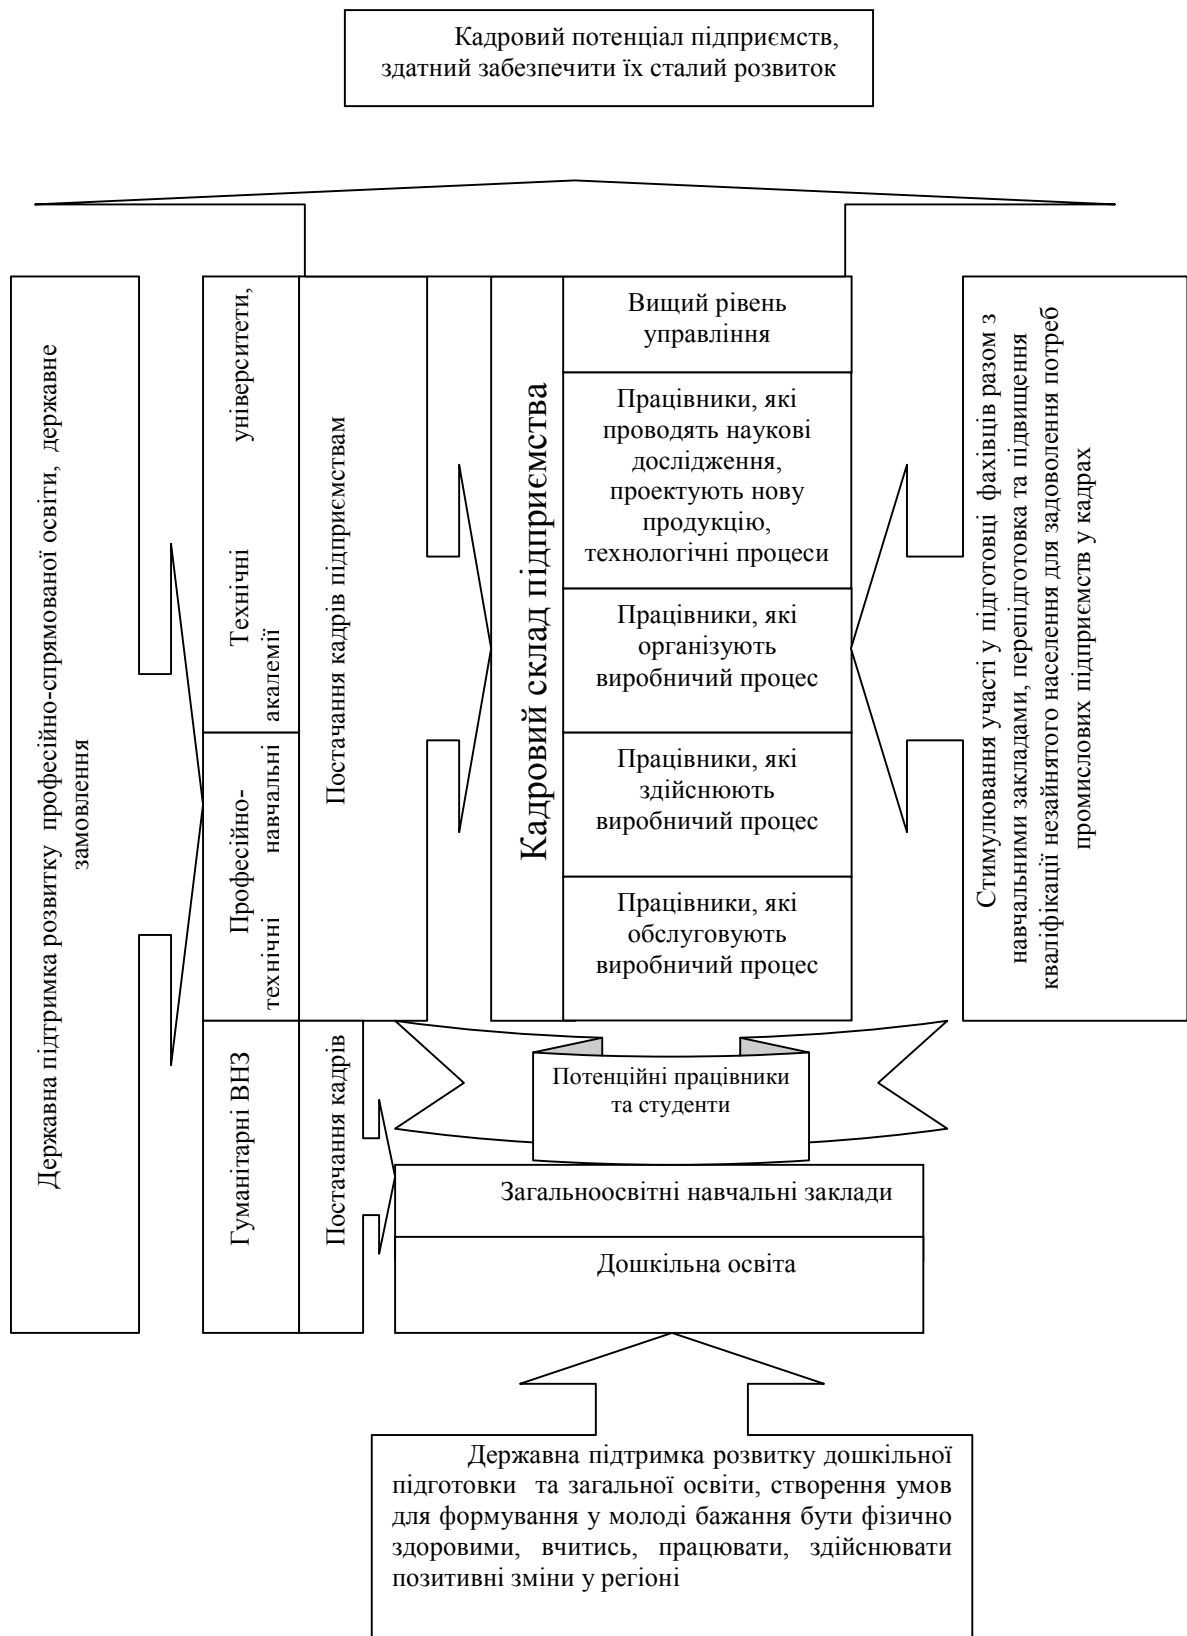 Кадровий потенціал підприємств,
здатний забезпечити їх сталий розвиток
Державна підтримка розвитку професійно-спрямованої освіти, державне
замовлення
Технічні університети,
академії
Професійно- навчальні
технічні
Гуманітарні ВНЗ
Постачання кадрів підприємствам
Постачання кадрів
Кадровий склад підприємства
Вищий рівень
управління
Працівники, які
проводять наукові
дослідження,
проектують нову
продукцію,
технологічні процеси
Працівники, які
організують
виробничий процес
Працівники, які
здійснюють
виробничий процес
Працівники, які
обслуговують
виробничий процес
Стимулювання участі у підготовці фахівців разом з
навчальними закладами, перепідготовка та підвищення
кваліфікації незайнятого населення для задоволення потреб
промислових підприємств у кадрах
Потенційні працівники
та студенти
Загальноосвітні навчальні заклади
Дошкільна освіта
Державна підтримка розвитку дошкільної
підготовки та загальної освіти, створення умов
для формування у молоді бажання бути фізично
здоровими, вчитись, працювати, здійснювати
позитивні зміни у регіоні